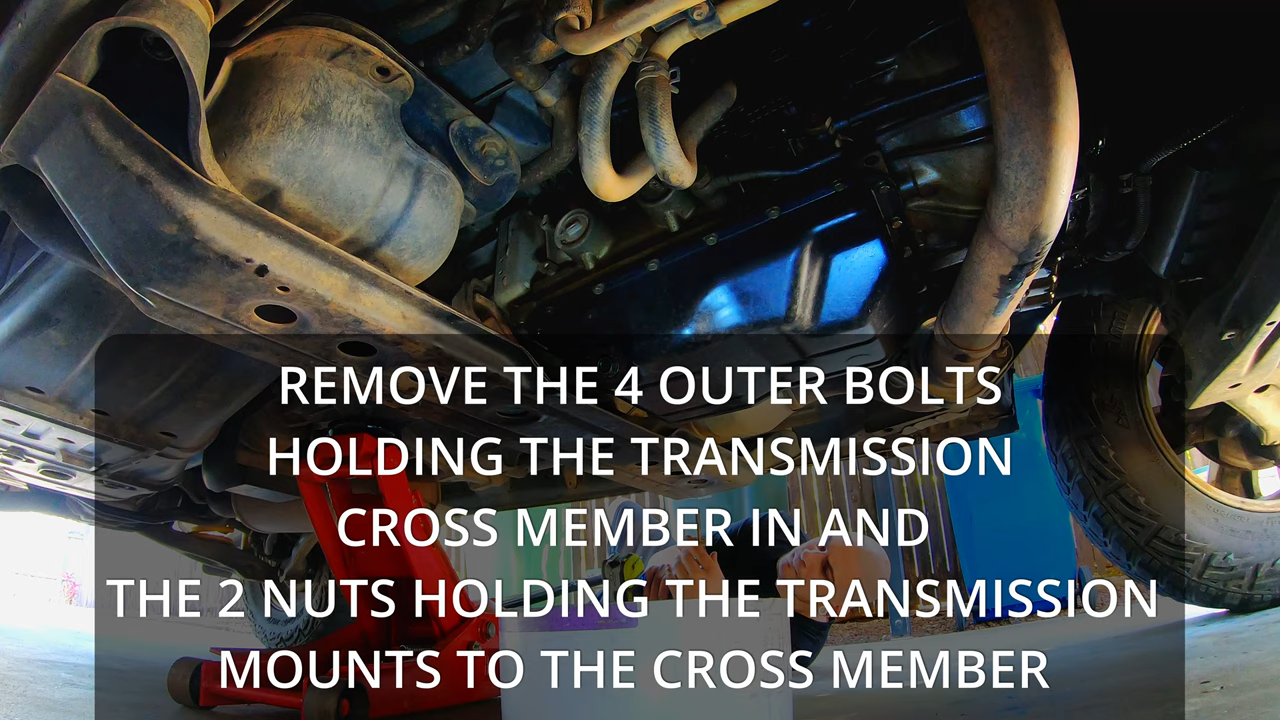 REMOVE THE 4 OUTER BOLTS
HOLDING THE TRANSMISSION
CROSS MEMBER IN AND
THE 2 NUTS HOLDING THE TRANSMISSION
MOUNTS TO THE CROSS MEMBER